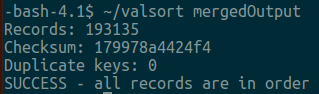 -bash-4.1$ ~/valsort mergedOutput
Records: 193135
Checksum: 179978a4424f4
Duplicate keys: 0
SUCCESS - all records are in order